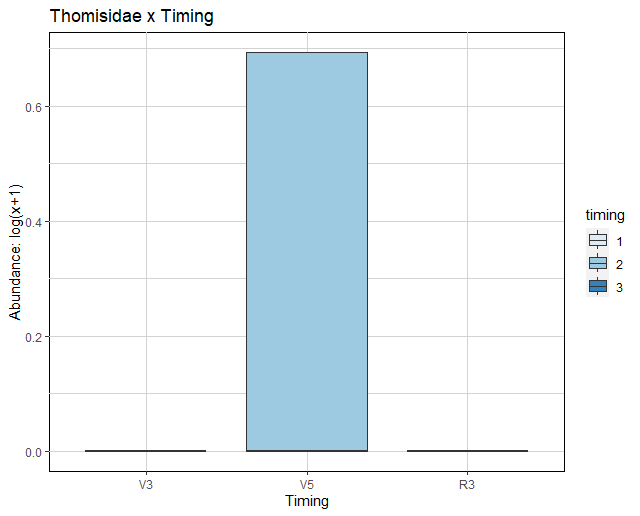 Thomisidae x Timing
Abundance: log(x+1)
0.6
0.4
0.2
0.0
V3 V5 R3
Timing
timing
1
2
3